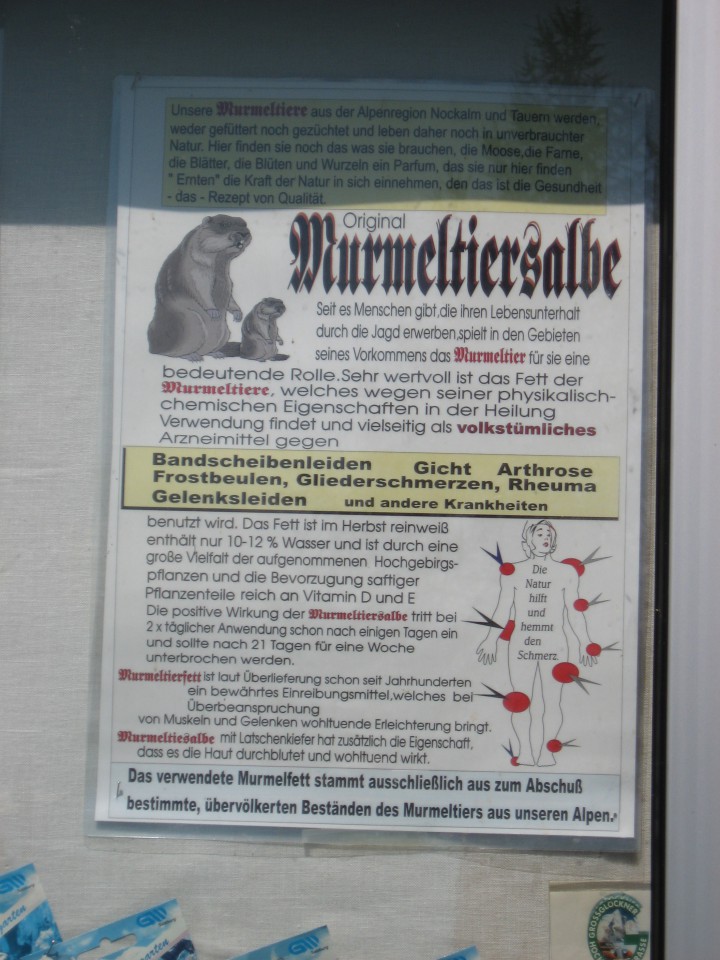 Unsere Murmeltiere aus der Alpenregion Nockalm und Tauern werden,
weder gefüttert noch gezüchtet und leben daher noch in unverbrauchter
Natur. Hier finden sie noch das was sie brauchen, die Moose,die Farne,
die Blätter, die Blüten und Wurzeln ein Parfum, das sie nur hier finden
" Ernten" die Kraft der Natur in sich einnehmen, den das ist die Gesundheit
- das - Rezept von Qualität.
Original
Murmeltiersalbe
Seit es Menschen gibt,die ihren Lebensunterhalt
durch die Jagd erwerben,spielt in den Gebieten
seines Vorkommens das Murmeltier für sie eine
bedeutende Rolle.Sehr wertvoll ist das Fett der
Murmeltiere, welches wegen seiner physikalisch-
chemischen Eigenschaften in der Heilung
Verwendung findet und vielseitig als volkstümliches
Arzneimittel gegen
Bandscheibenleiden Gicht Arthrose
Frostbeulen, Gliederschmerzen, Rheuma
Gelenksleiden und andere Krankheiten
benutzt wird. Das Fett ist im Herbst reinweiß
enthält nur 10-12 % Wasser und ist durch eine
große Vielfalt der aufgenommenen Hochgebirgs-
pflanzen und die Bevorzugung saftiger
Pflanzenteile reich an Vitamin D und E
Die positive Wirkung der Murmeltiersalbe tritt bei
2 x täglicher Anwendung schon nach einigen Tagen ein
und sollte nach 21 Tagen für eine Woche
unterbrochen werden.
Die
Natur
hilft
und
hemmt
den
Schmerz.
Murmeltierfett ist laut Überlieferung schon seit Jahrhunderten
ein bewährtes Einreibungsmittel,welches bei
Überbeanspruchung
von Muskeln und Gelenken wohltuende Erleichterung bringt.
Murmeltiesalbe mit Latschenkiefer hat zusätzlich die Eigenschaft,
dass es die Haut durchblutet und wohltuend wirkt.
Das verwendete Murmelfett stammt ausschließlich aus zum Abschuß
bestimmte, übervölkerten Beständen des Murmeltiers aus unseren Alpen.
GROSSGLOCKNER